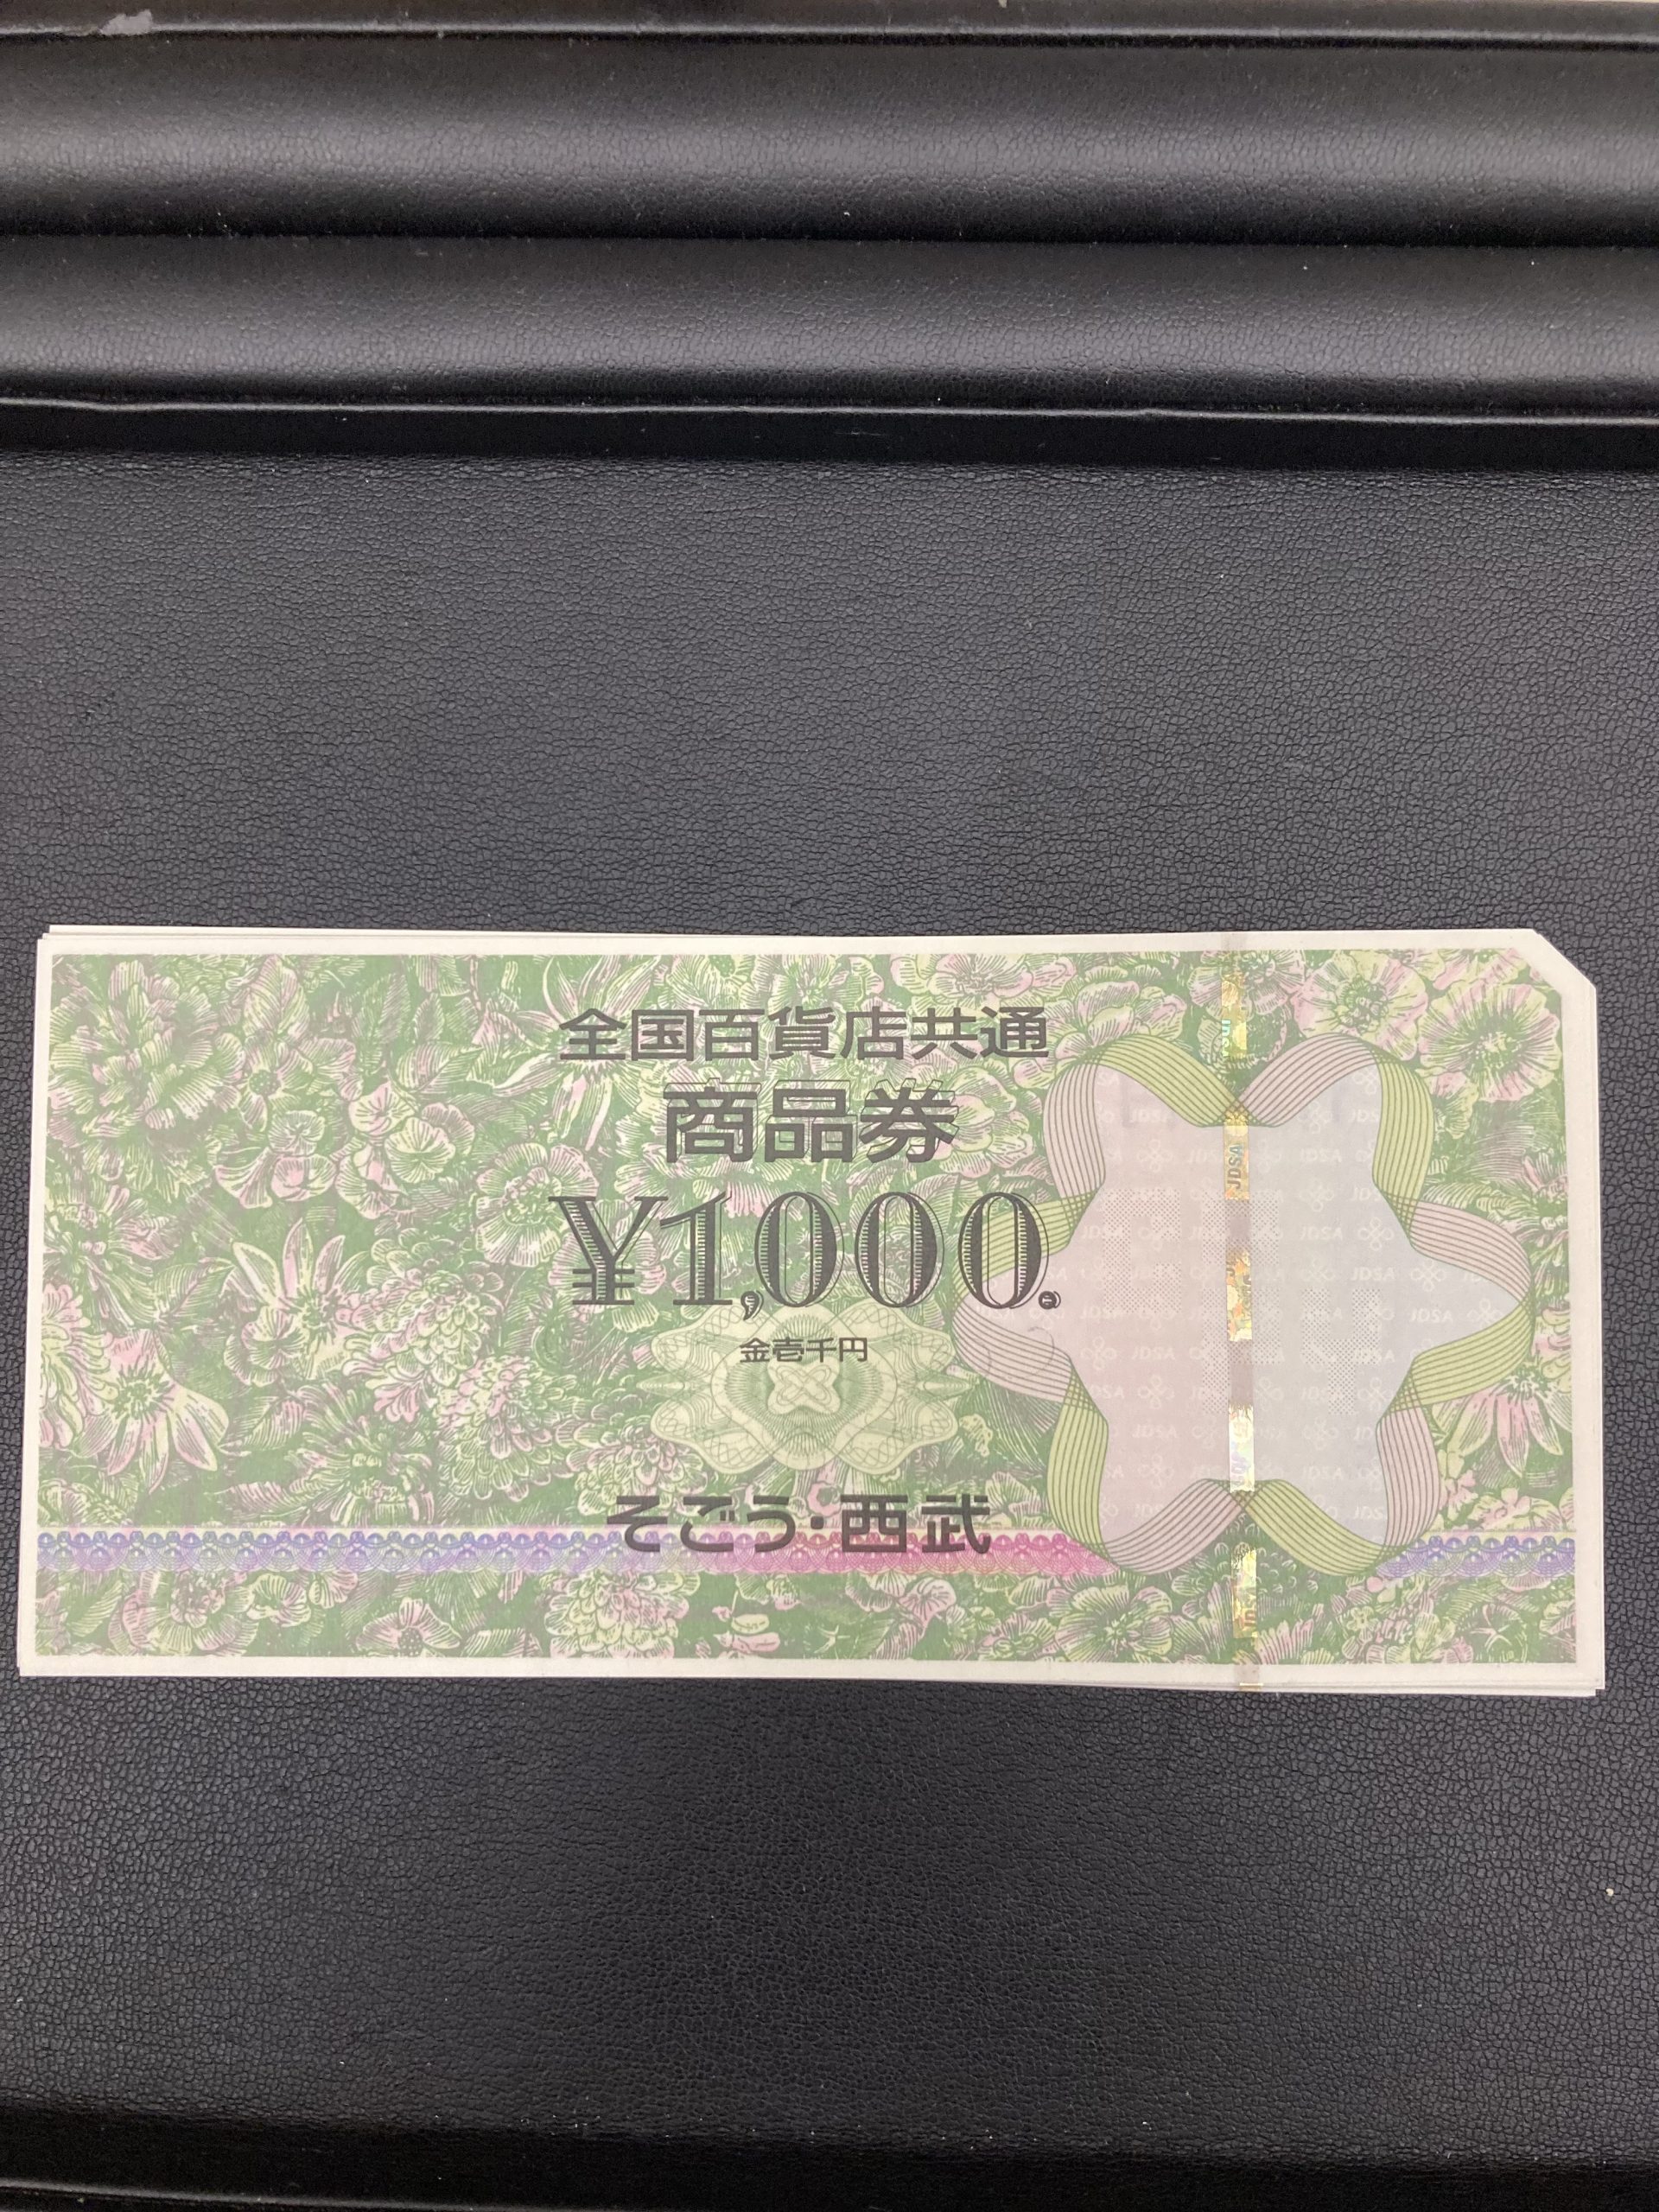 全国百貨店共通
商品券
¥1,000.
金壱千円
そごう・西武
JDSA